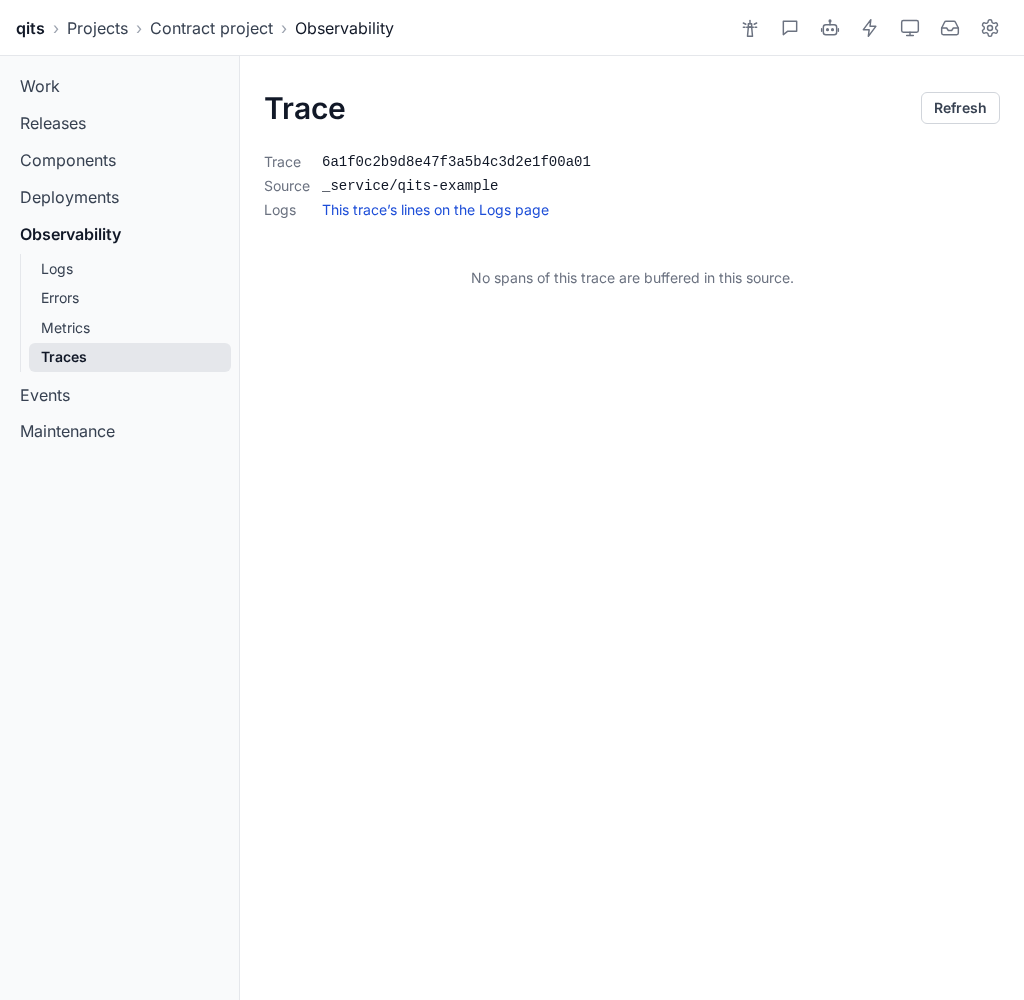 qits › Projects › Contract project › Observability
Work
Releases
Components
Deployments
Observability
Logs
Errors
Metrics
Traces
Events
Maintenance
Trace
Refresh
Trace 6a1f0c2b9d8e47f3a5b4c3d2e1f00a01
Source _service/qits-example
Logs This trace’s lines on the Logs page
No spans of this trace are buffered in this source.